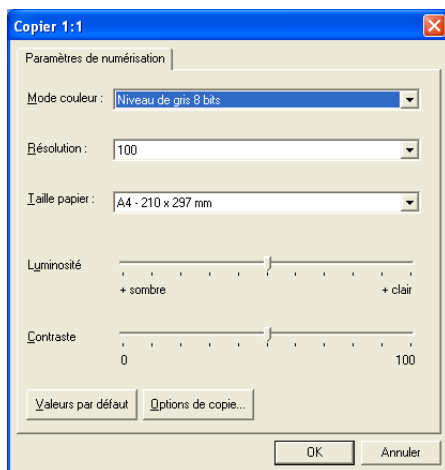 Copier 1:1
Paramètres de numérisation
Mode couleur : Niveau de gris 8 bits
Résolution : 100
Taille papier : A4 - 210 x 297 mm
Luminosité
+ sombre + clair
Contraste
0 100
Valeurs par défaut Options de copie...
OK Annuler